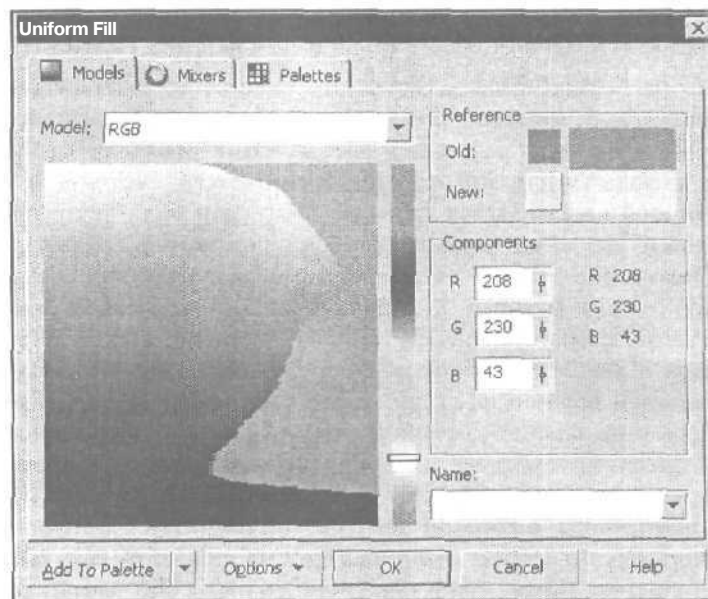 Uniform Fill
Models Mixers Palettes
Model: RGB
Reference
Old:
New:
Components
R 208 R 208
G 230 G 230
B 43 B 43
Name:
Add To Palette Options OK Cancel Help